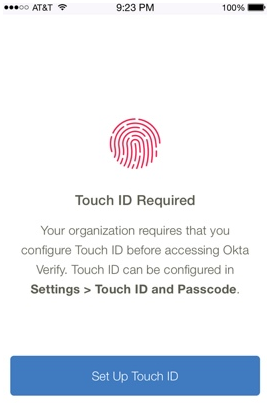 AT&T 9:23 PM 100%
Touch ID Required
Your organization requires that you
configure Touch ID before accessing Okta
Verify. Touch ID can be configured in
Settings > Touch ID and Passcode.
Set Up Touch ID